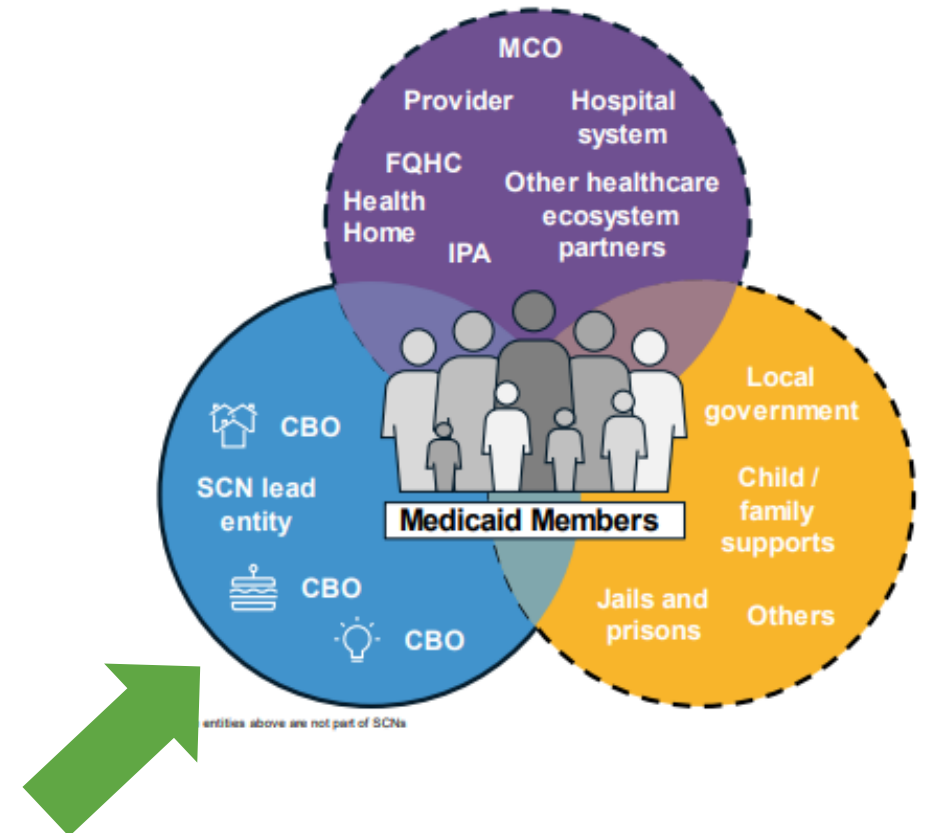 MCO
Provider
Hospital
system
FQHC
Health
Home
Other healthcare
ecosystem
partners
IPA
CBO
SCN lead
entity
CBO
CBO
Medicaid Members
Local
government
Child /
family
supports
Jails and
prisons
Others
entities above are not part of SCNs